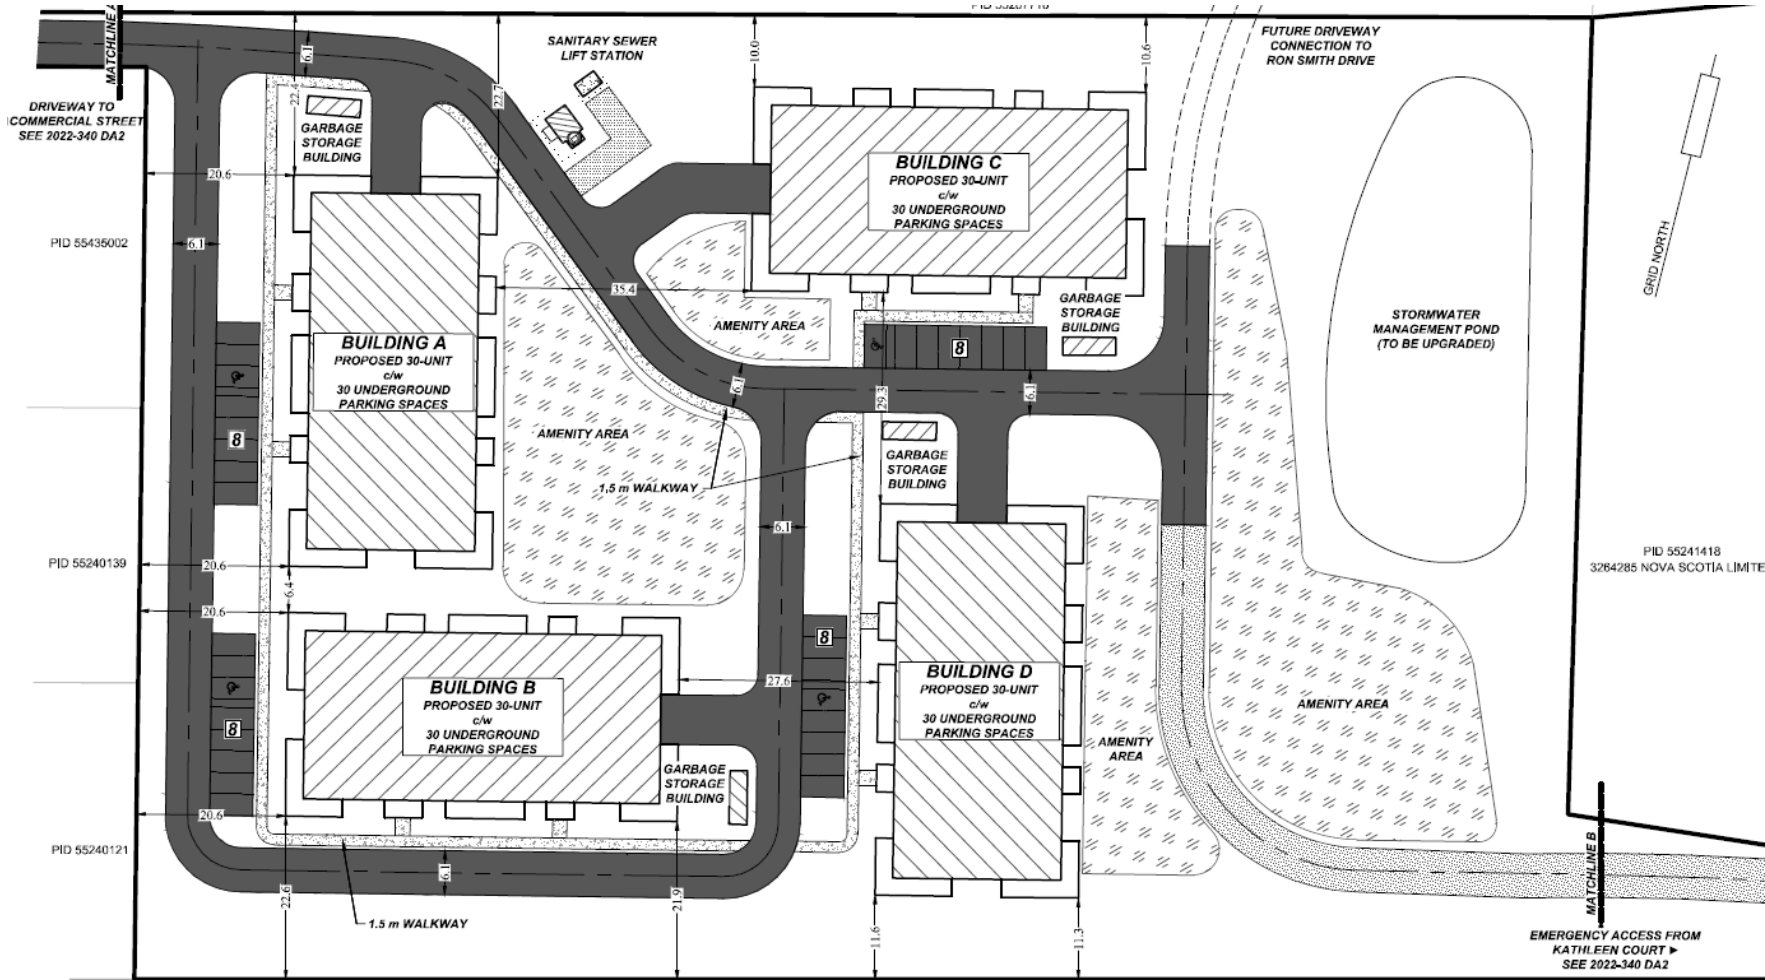 MATCHLINE A
DRIVEWAY TO
COMMERCIAL STREET
SEE 2022-340 DA2
6.1
22.4
22.7
SANITARY SEWER
LIFT STATION
10.0
10.6
FUTURE DRIVEWAY
CONNECTION TO
RON SMITH DRIVE
GARBAGE
STORAGE
BUILDING
20.6
BUILDING C
PROPOSED 30-UNIT
c/w
30 UNDERGROUND
PARKING SPACES
PID 55435002
6.1
GRID NORTH
35.4
AMENITY AREA
GARBAGE
STORAGE
BUILDING
STORMWATER
MANAGEMENT POND
(TO BE UPGRADED)
BUILDING A
PROPOSED 30-UNIT
c/w
30 UNDERGROUND
PARKING SPACES
8
6.1
29.3
6.1
8
AMENITY AREA
GARBAGE
STORAGE
BUILDING
1.5 m WALKWAY
6.1
PID 55240139
20.6
6.4
20.6
PID 55241418
3264285 NOVA SCOTIA LIMITE
8
BUILDING B
PROPOSED 30-UNIT
c/w
30 UNDERGROUND
PARKING SPACES
27.6
BUILDING D
PROPOSED 30-UNIT
c/w
30 UNDERGROUND
PARKING SPACES
AMENITY AREA
8
AMENITY
AREA
GARBAGE
STORAGE
BUILDING
20.6
PID 55240121
6.1
22.6
21.9
1.5 m WALKWAY
11.6
11.3
MATCHLINE B
EMERGENCY ACCESS FROM
KATHLEEN COURT ►
SEE 2022-340 DA2